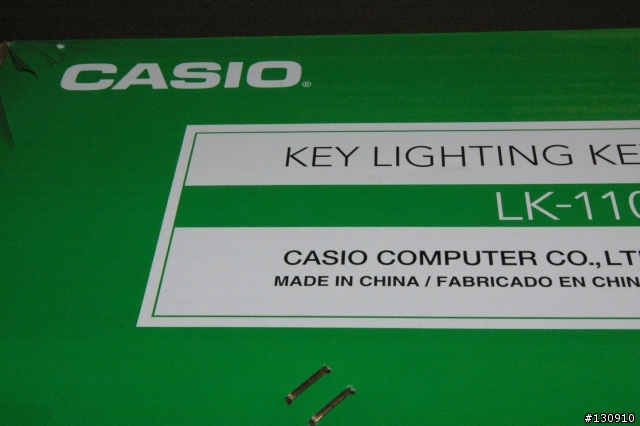 CASIO®
KEY LIGHTING KE
LK-110
CASIO COMPUTER CO.,LT
MADE IN CHINA / FABRICADO EN CHIN
#130910